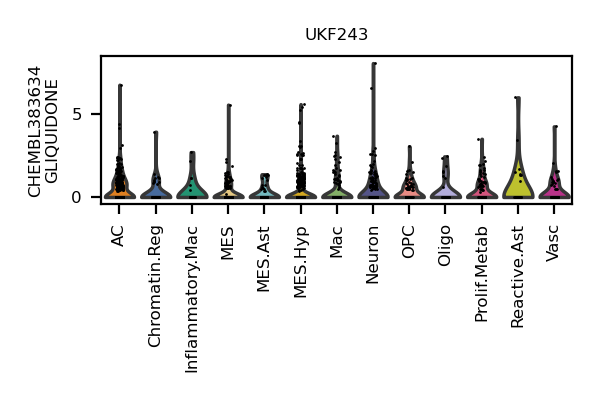 UKF243
CHEMBL383634
GLIQUIDONE
5
0
AC
Chromatin.Reg
Inflammatory.Mac
MES
MES.Ast
MES.Hyp
Mac
Neuron
OPC
Oligo
Prolif.Metab
Reactive.Ast
Vasc